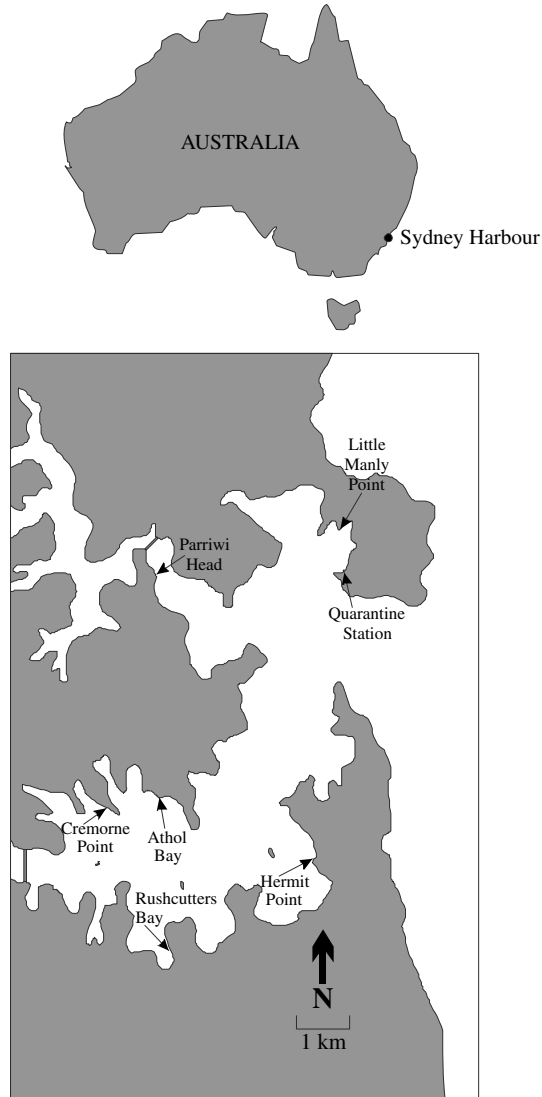 AUSTRALIA
Sydney Harbour
Little
Manly
Point
Parriwi
Head
Quarantine
Station
Cremorne
Point
Athol
Bay
Hermit
Point
Rushcutters
Bay
N
1 km